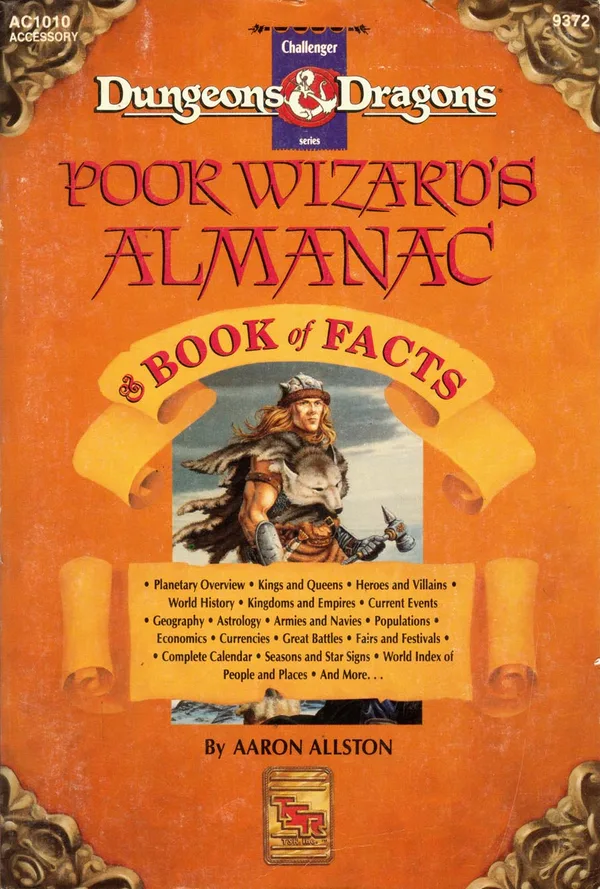 AC1010
ACCESSORY
9372
Challenger
Dungeons & Dragons
series
POOR WIZARD'S
ALMANAC
& BOOK of FACTS
• Planetary Overview • Kings and Queens • Heroes and Villains •
World History • Kingdoms and Empires • Current Events
• Geography • Astrology • Armies and Navies • Populations •
Economics • Currencies • Great Battles • Fairs and Festivals •
• Complete Calendar • Seasons and Star Signs • World Index of
People and Places • And More. . .
By AARON ALLSTON
TSR